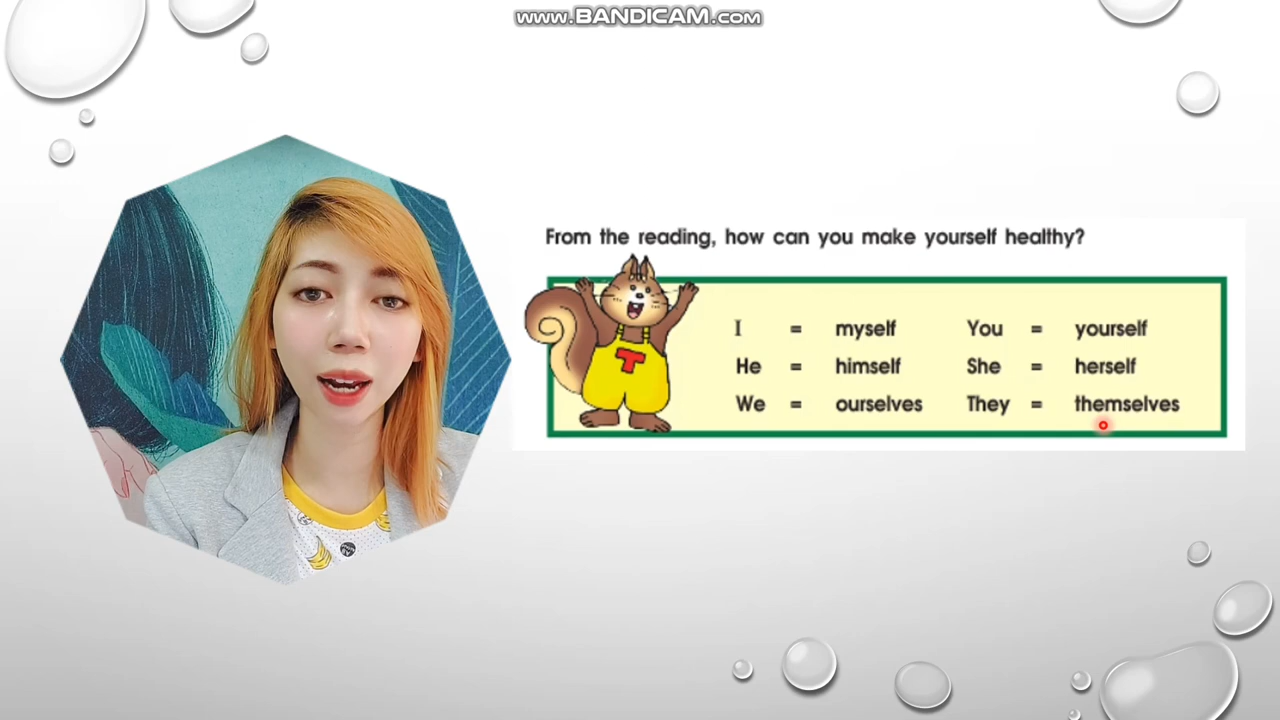 www.BANDICAM.com
From the reading, how can you make yourself healthy?
I = myself You = yourself
He = himself She = herself
We = ourselves They = themselves
T